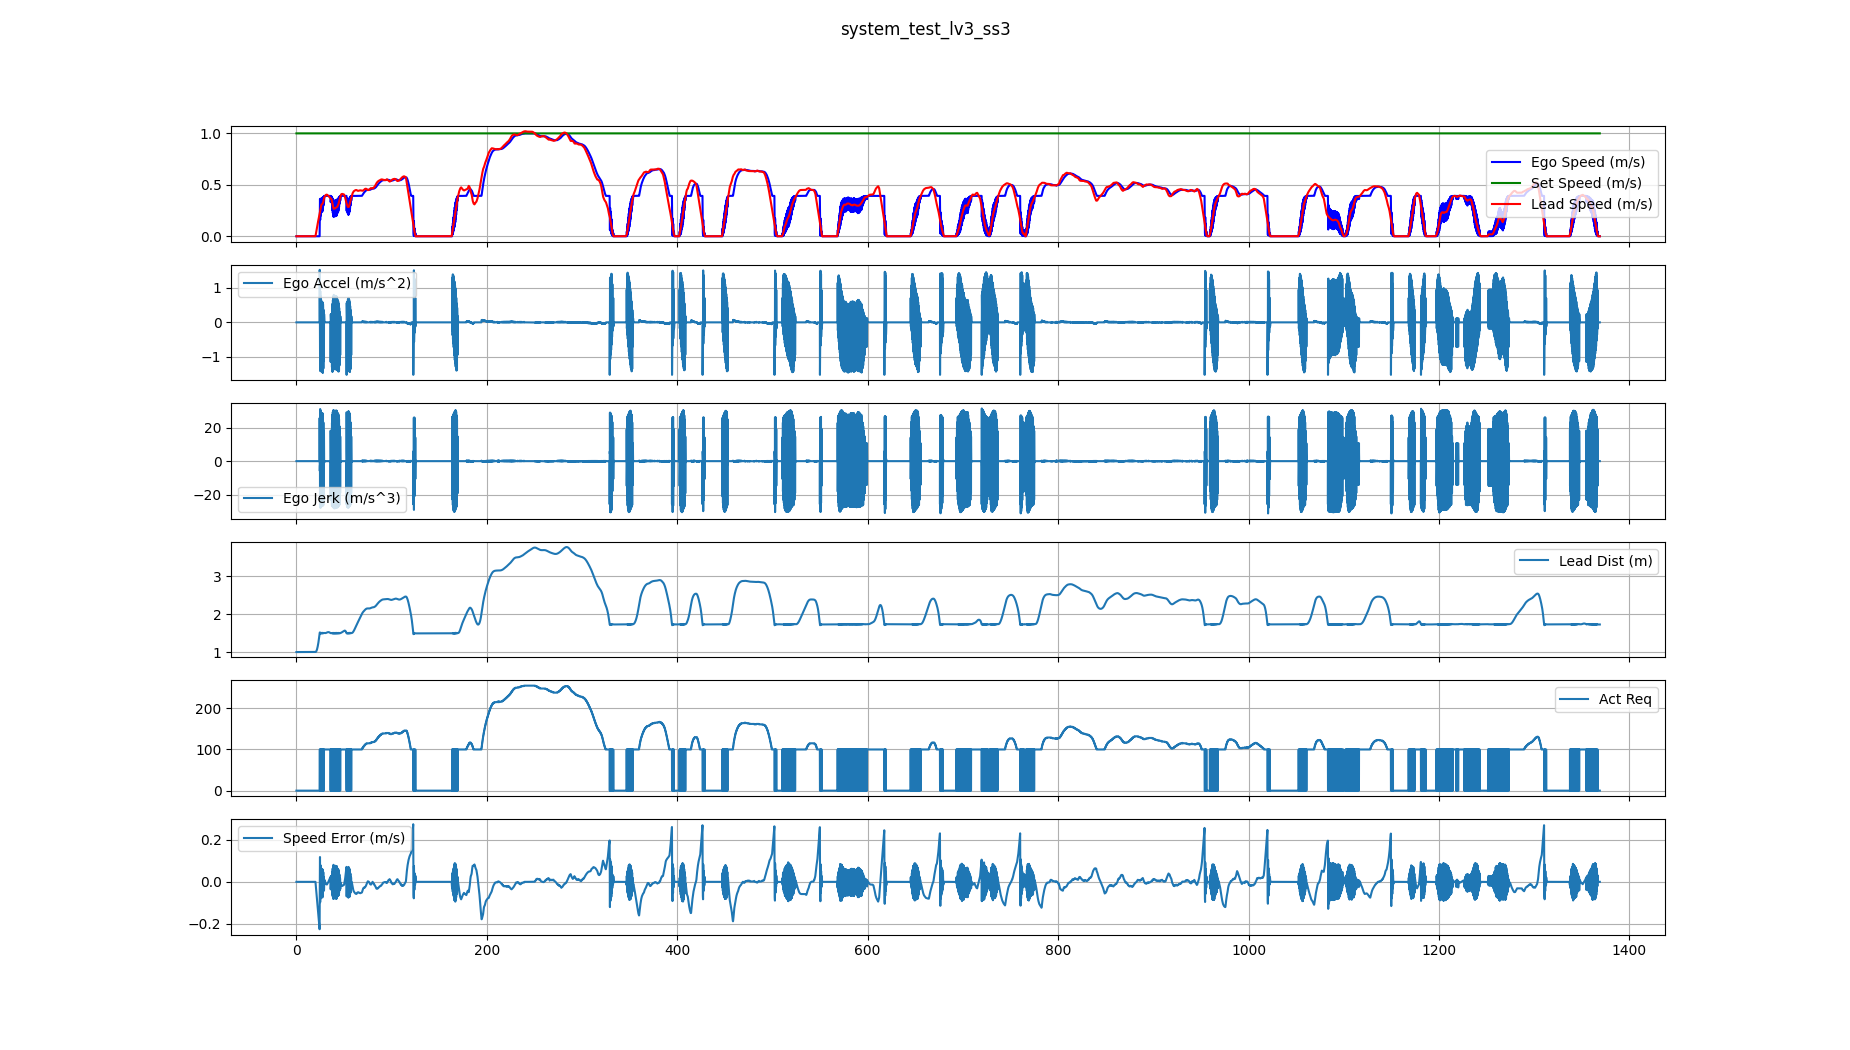 system_test_lv3_ss3
1.0
0.5
0.0
Ego Speed (m/s)
Set Speed (m/s)
Lead Speed (m/s)
1
0
−1
Ego Accel (m/s^2)
20
0
−20
Ego Jerk (m/s^3)
3
2
1
Lead Dist (m)
200
100
0
Act Req
0.2
0.0
−0.2
Speed Error (m/s)
0 200 400 600 800 1000 1200 1400